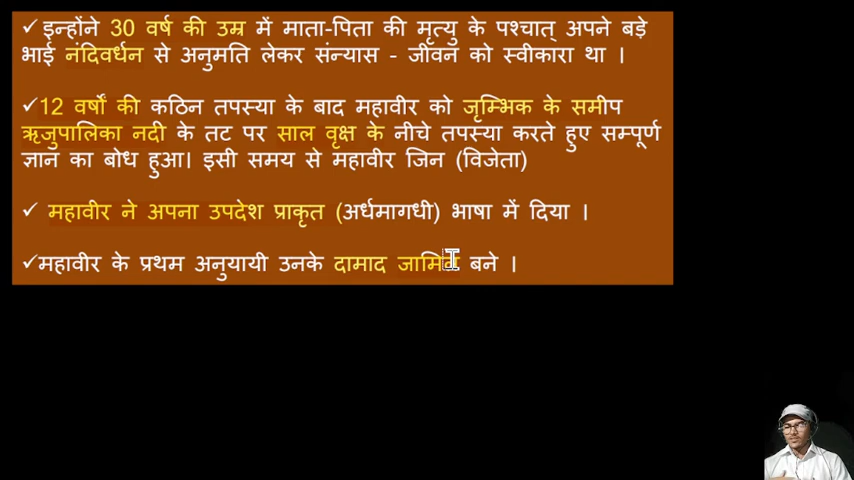 ✓ इन्होंने 30 वर्ष की उम्र में माता-पिता की मृत्यु के पश्चात् अपने बड़े
भाई नंदिवर्धन से अनुमति लेकर संन्यास - जीवन को स्वीकारा था ।
✓12 वर्षों की कठिन तपस्या के बाद महावीर को जृम्भिक के समीप
ऋजुपालिका नदी के तट पर साल वृक्ष के नीचे तपस्या करते हुए सम्पूर्ण
ज्ञान का बोध हुआ। इसी समय से महावीर जिन (विजेता)
✓ महावीर ने अपना उपदेश प्राकृत (अर्धमागधी) भाषा में दिया ।
✓महावीर के प्रथम अनुयायी उनके दामाद बने ।